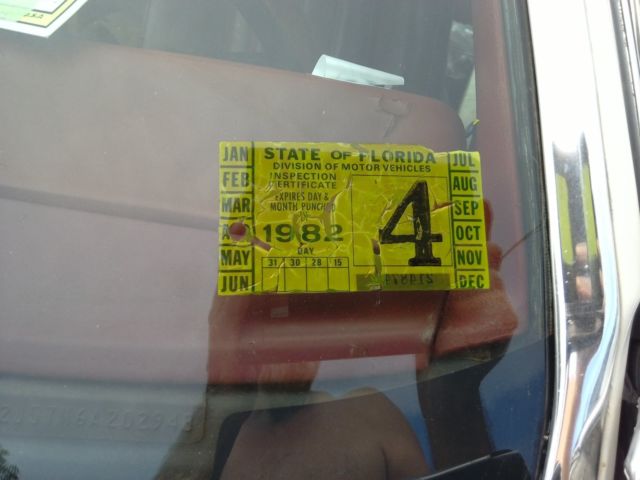 STATE OF FLORIDA
DIVISION OF MOTOR VEHICLES
INSPECTION
CERTIFICATE
EXPIRES DAY &
MONTH PUNCHED
IN
1982
DAY
31 30 28 15
4
JAN
FEB
MAR
MAY
JUN
JUL
AUG
SEP
OCT
NOV
DEC